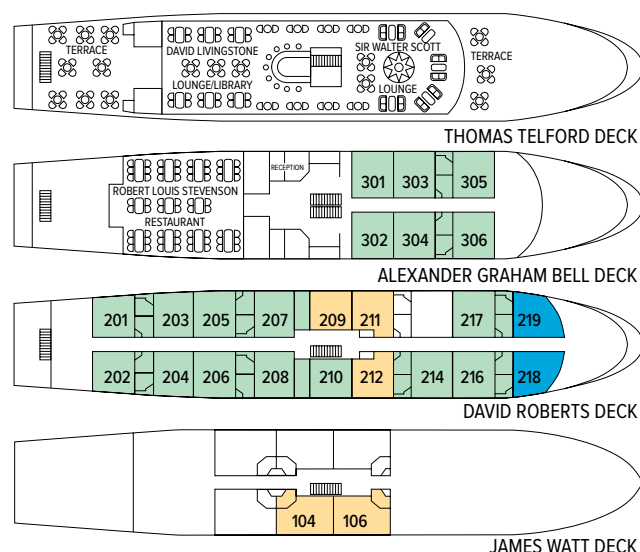 TERRACE
DAVID LIVINGSTONE
LOUNGE/LIBRARY
SIR WALTER SCOTT
LOUNGE
TERRACE
THOMAS TELFORD DECK
ROBERT LOUIS STEVENSON
RESTAURANT
RECEPTION
301 303 305
302 304 306
ALEXANDER GRAHAM BELL DECK
201 203 205 207 209 211 217 219
202 204 206 208 210 212 214 216 218
DAVID ROBERTS DECK
104 106
JAMES WATT DECK